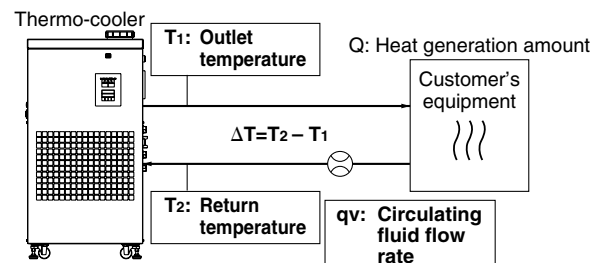 Thermo-cooler
T1: Outlet
temperature
Q: Heat generation amount
Customer's
equipment
ΔT=T2 – T1
T2: Return
temperature
qv: Circulating
fluid flow
rate